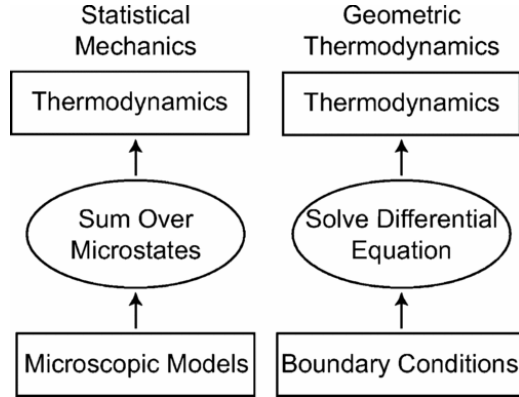 Statistical
Mechanics
Thermodynamics
Sum Over
Microstates
Microscopic Models
Geometric
Thermodynamics
Thermodynamics
Solve Differential
Equation
Boundary Conditions